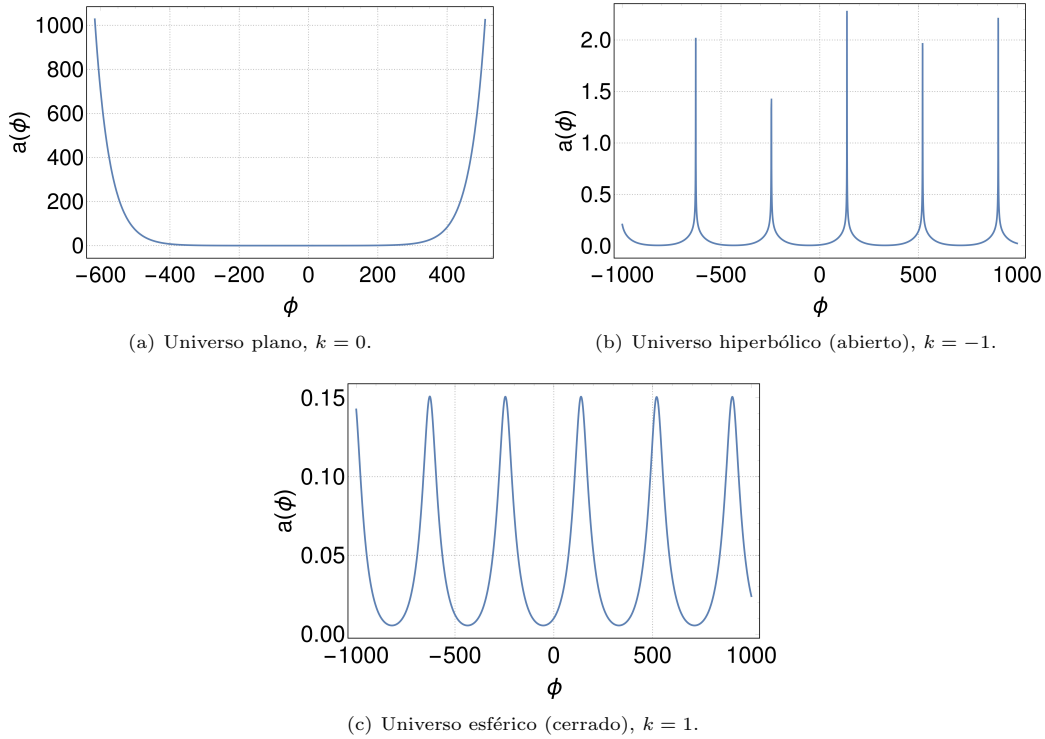 a(ϕ)
1000
800
600
400
200
0
−600 −400 −200 0 200 400
ϕ
(a) Universo plano, k = 0.
a(ϕ)
2.0
1.5
1.0
0.5
0.0
−1000 −500 0 500 1000
ϕ
(b) Universo hiperbólico (abierto), k = −1.
a(ϕ)
0.15
0.10
0.05
0.00
−1000 −500 0 500 1000
ϕ
(c) Universo esférico (cerrado), k = 1.